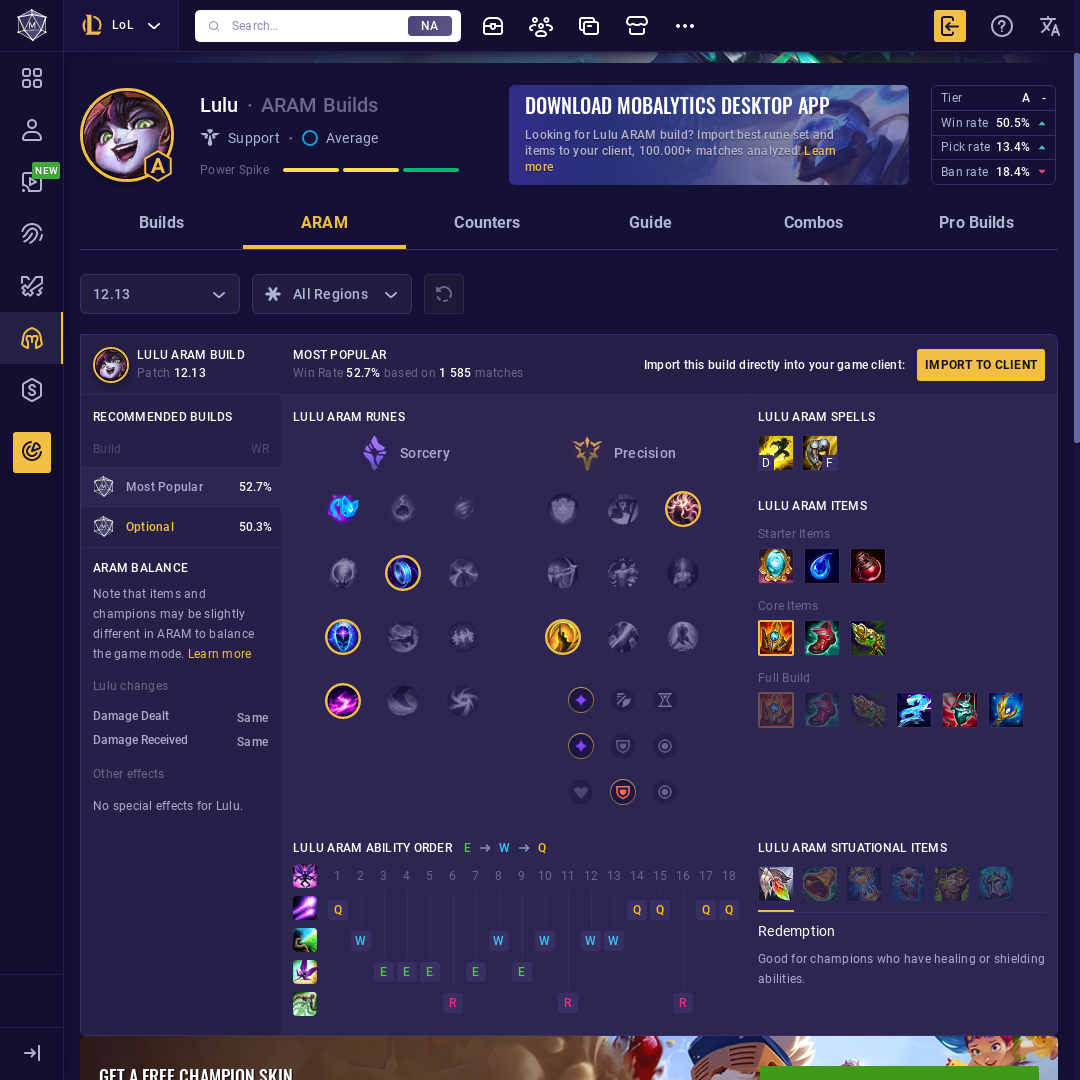 LoL
Search...
NA
NEW
Lulu · ARAM Builds
Support · Average
Power Spike
A
DOWNLOAD MOBALYTICS DESKTOP APP
Looking for Lulu ARAM build? Import best rune set and
items to your client, 100.000+ matches analyzed. Learn
more
Tier A -
Win rate 50.5%
Pick rate 13.4%
Ban rate 18.4%
Builds ARAM Counters Guide Combos Pro Builds
12.13
All Regions
LULU ARAM BUILD
Patch 12.13
MOST POPULAR
Win Rate 52.7% based on 1 585 matches
Import this build directly into your game client:
IMPORT TO CLIENT
RECOMMENDED BUILDS
Build WR
Most Popular 52.7%
Optional 50.3%
ARAM BALANCE
Note that items and
champions may be slightly
different in ARAM to balance
the game mode. Learn more
Lulu changes
Damage Dealt Same
Damage Received Same
Other effects
No special effects for Lulu.
LULU ARAM RUNES
Sorcery
Precision
LULU ARAM SPELLS
D F
LULU ARAM ITEMS
Starter Items
Core Items
Full Build
LULU ARAM ABILITY ORDER E → W → Q
1 2 3 4 5 6 7 8 9 10 11 12 13 14 15 16 17 18
Q Q Q Q Q
W W W W W
E E E E E
R R R
LULU ARAM SITUATIONAL ITEMS
Redemption
Good for champions who have healing or shielding
abilities.
GET A FREE CHAMPION SKIN